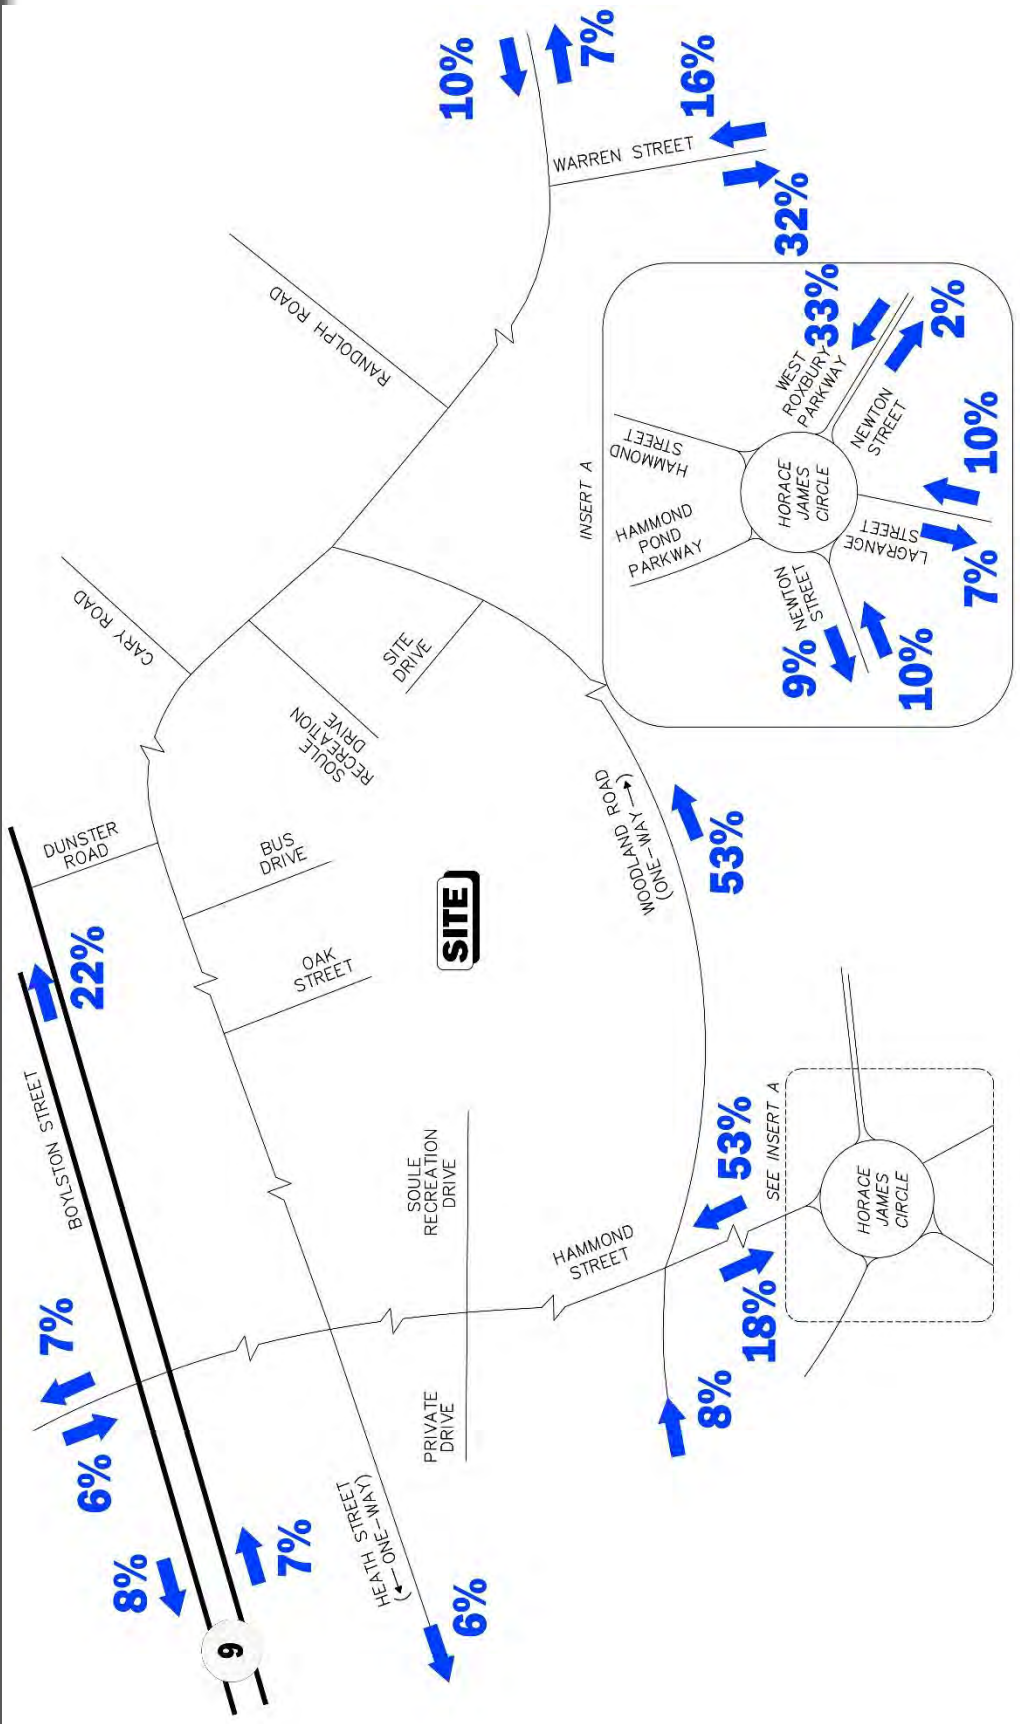 10%
7%
16%
WARREN STREET
32%
RANDOLPH ROAD
33%
WEST
ROXBURY
PARKWAY
2%
NEWTON
STREET
HAMMOND
STREET
INSERT A
HORACE
JAMES
CIRCLE
10%
HAMMOND
POND
PARKWAY
LAGRANGE
STREET
7%
NEWTON
STREET
9%
10%
CARY ROAD
SITE
DRIVE
SOULE
RECREATION
DRIVE
DUNSTER
ROAD
BUS
DRIVE
WOODLAND ROAD
(ONE-WAY→)
53%
SITE
22%
OAK
STREET
BOYLSTON STREET
SOULE
RECREATION
DRIVE
53%
SEE INSERT A
HORACE
JAMES
CIRCLE
HAMMOND
STREET
18%
7%
6%
PRIVATE
DRIVE
8%
HEATH STREET
(← ONE-WAY)
8%
7%
6%
9